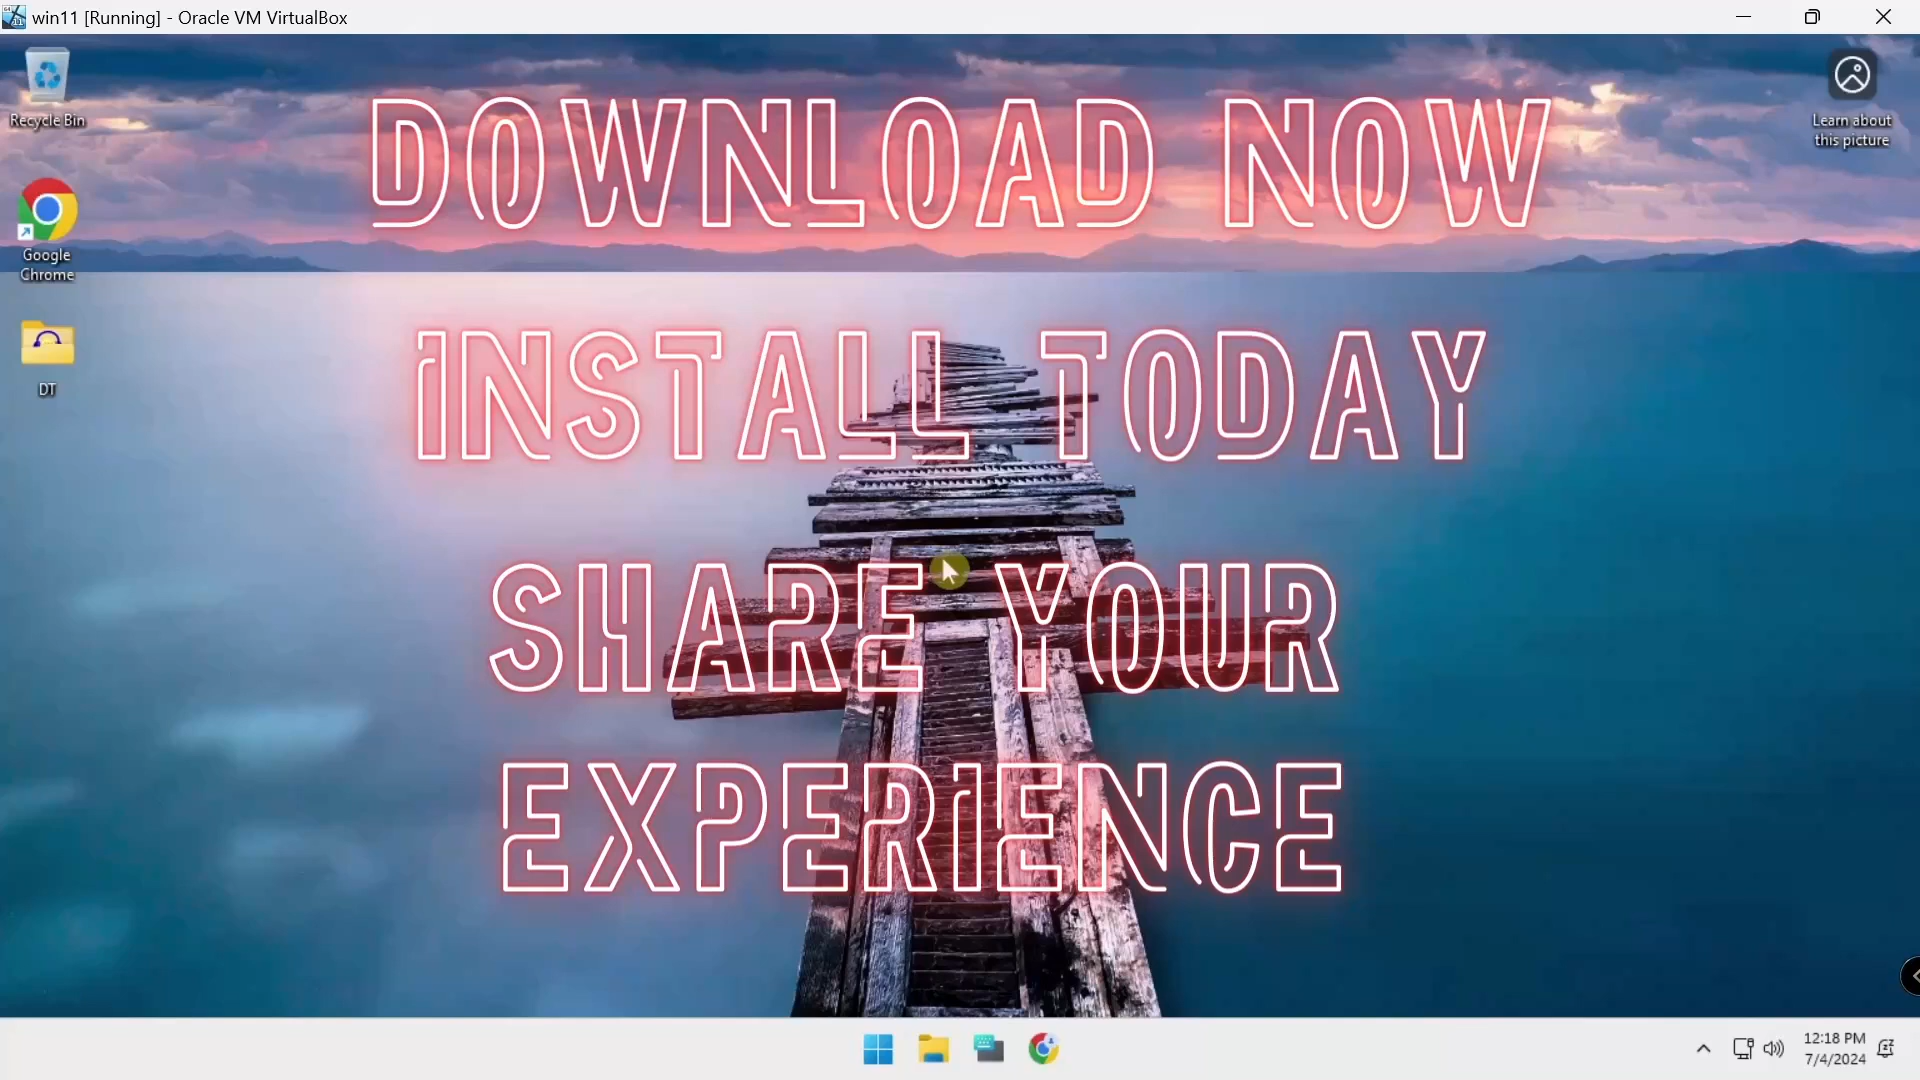 win11 [Running] - Oracle VM VirtualBox
Recycle Bin
Learn about
this picture
DOWNLOAD NOW
Google
Chrome
INSTALL TODAY
DT
SHARE YOUR
EXPERIENCE
12:18 PM
7/4/2024